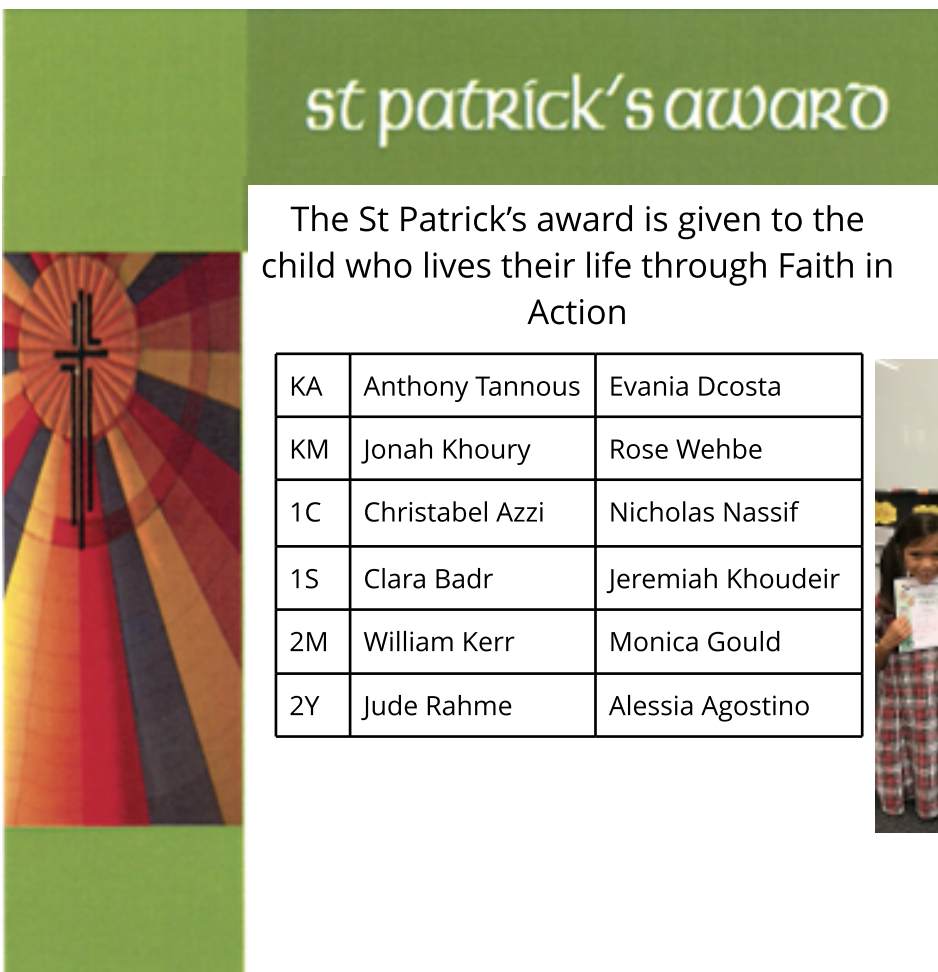 st patrick's award
The St Patrick’s award is given to the
child who lives their life through Faith in
Action
KA Anthony Tannous Evania Dcosta
KM Jonah Khoury Rose Wehbe
1C Christabel Azzi Nicholas Nassif
1S Clara Badr Jeremiah Khoudeir
2M William Kerr Monica Gould
2Y Jude Rahme Alessia Agostino